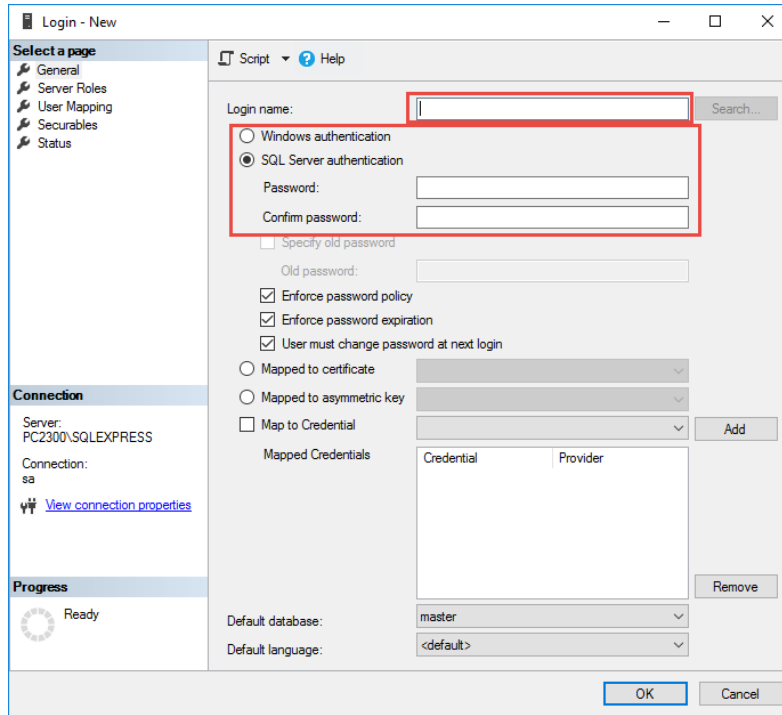 Login - New
Select a page
General
Server Roles
User Mapping
Securables
Status
Script Help
Login name: Search...
Windows authentication
SQL Server authentication
Password:
Confirm password:
Specify old password
Old password:
Enforce password policy
Enforce password expiration
User must change password at next login
Mapped to certificate
Mapped to asymmetric key
Map to Credential Add
Mapped Credentials Credential Provider
Remove
Default database: master
Default language: <default>
Connection
Server:
PC2300\SQLEXPRESS
Connection:
sa
View connection properties
Progress
Ready
OK Cancel